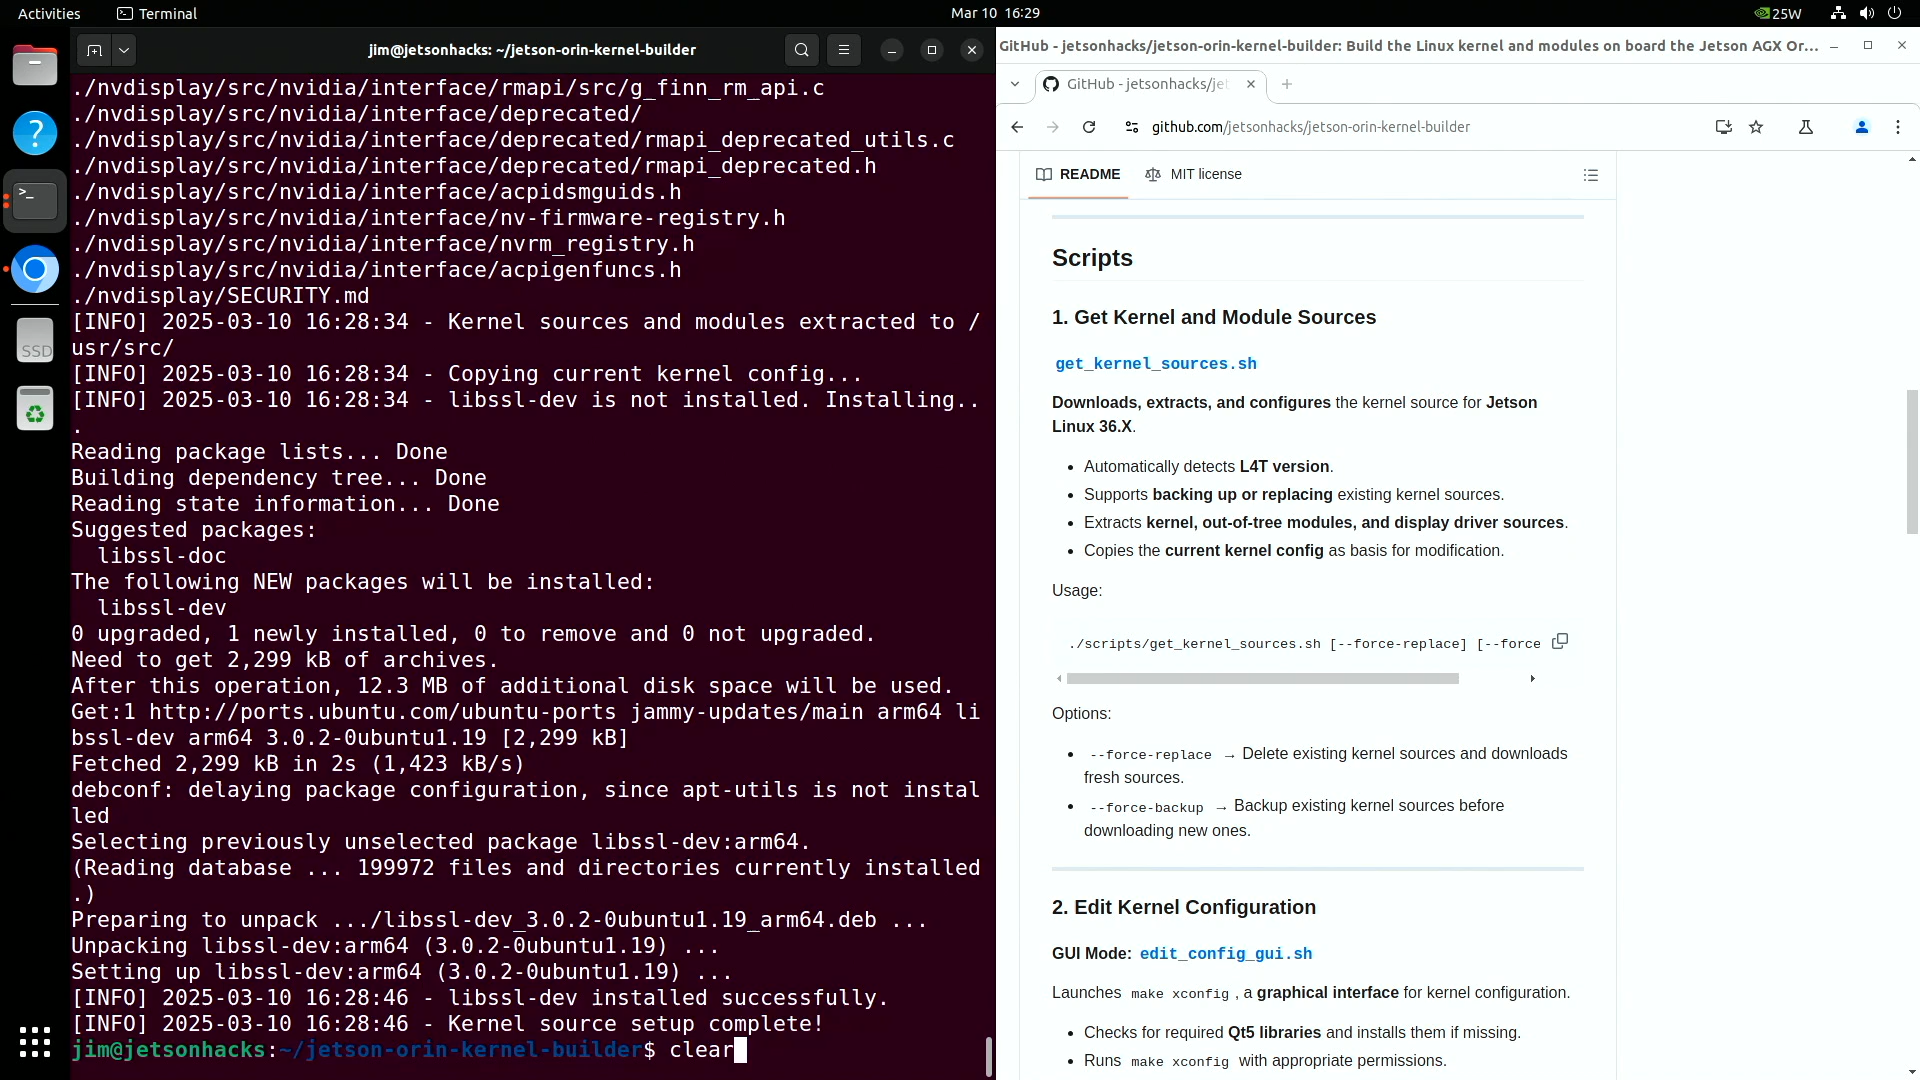 Activities
Terminal
Mar 10 16:29
25W
jim@jetsonhacks: ~/jetson-orin-kernel-builder
./nvdisplay/src/nvidia/interface/rmapi/src/g_finn_rm_api.c
./nvdisplay/src/nvidia/interface/deprecated/
./nvdisplay/src/nvidia/interface/deprecated/rmapi_deprecated_utils.c
./nvdisplay/src/nvidia/interface/deprecated/rmapi_deprecated.h
./nvdisplay/src/nvidia/interface/acpidsmguids.h
./nvdisplay/src/nvidia/interface/nv-firmware-registry.h
./nvdisplay/src/nvidia/interface/nvrm_registry.h
./nvdisplay/src/nvidia/interface/acpigenfuncs.h
./nvdisplay/SECURITY.md
[INFO] 2025-03-10 16:28:34 - Kernel sources and modules extracted to /
usr/src/
[INFO] 2025-03-10 16:28:34 - Copying current kernel config...
[INFO] 2025-03-10 16:28:34 - libssl-dev is not installed. Installing..
.
Reading package lists... Done
Building dependency tree... Done
Reading state information... Done
Suggested packages:
  libssl-doc
The following NEW packages will be installed:
  libssl-dev
0 upgraded, 1 newly installed, 0 to remove and 0 not upgraded.
Need to get 2,299 kB of archives.
After this operation, 12.3 MB of additional disk space will be used.
Get:1 http://ports.ubuntu.com/ubuntu-ports jammy-updates/main arm64 li
bssl-dev arm64 3.0.2-0ubuntu1.19 [2,299 kB]
Fetched 2,299 kB in 2s (1,423 kB/s)
debconf: delaying package configuration, since apt-utils is not instal
led
Selecting previously unselected package libssl-dev:arm64.
(Reading database ... 199972 files and directories currently installed
.)
Preparing to unpack .../libssl-dev_3.0.2-0ubuntu1.19_arm64.deb ...
Unpacking libssl-dev:arm64 (3.0.2-0ubuntu1.19) ...
Setting up libssl-dev:arm64 (3.0.2-0ubuntu1.19) ...
[INFO] 2025-03-10 16:28:46 - libssl-dev installed successfully.
[INFO] 2025-03-10 16:28:46 - Kernel source setup complete!
jim@jetsonhacks:~/jetson-orin-kernel-builder$ clear
SSD
GitHub - jetsonhacks/jetson-orin-kernel-builder: Build the Linux kernel and modules on board the Jetson AGX Or...
GitHub - jetsonhacks/jet
github.com/jetsonhacks/jetson-orin-kernel-builder
README
MIT license
Scripts
1. Get Kernel and Module Sources
get_kernel_sources.sh
Downloads, extracts, and configures the kernel source for Jetson
Linux 36.X.
• Automatically detects L4T version.
• Supports backing up or replacing existing kernel sources.
• Extracts kernel, out-of-tree modules, and display driver sources.
• Copies the current kernel config as basis for modification.
Usage:
./scripts/get_kernel_sources.sh [--force-replace] [--force
Options:
• --force-replace → Delete existing kernel sources and downloads
fresh sources.
• --force-backup → Backup existing kernel sources before
downloading new ones.
2. Edit Kernel Configuration
GUI Mode: edit_config_gui.sh
Launches make xconfig , a graphical interface for kernel configuration.
• Checks for required Qt5 libraries and installs them if missing.
• Runs make xconfig with appropriate permissions.